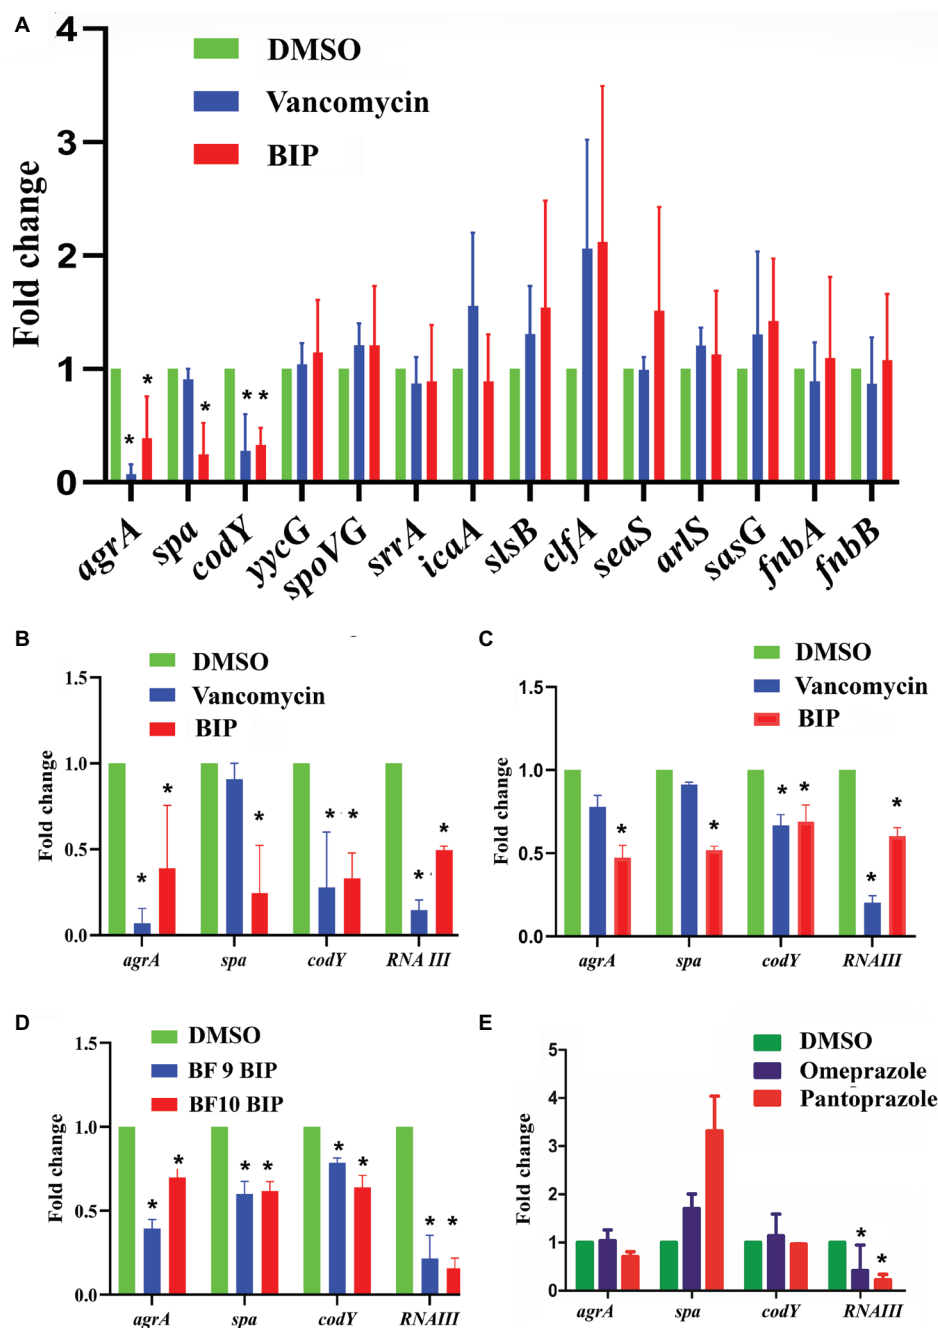 A
DMSO
Vancomycin
BIP
Fold change
4
3
2
1
0
agrA
spa
codY
yycG
spoVG
srrA
icaA
slsB
clfA
seaS
arlS
sasG
fnbA
fnbB
* * * * *
B
DMSO
Vancomycin
BIP
Fold change
1.5
1.0
0.5
0.0
* * * * * * *
agrA spa codY RNA III
C
DMSO
Vancomycin
BIP
Fold change
1.5
1.0
0.5
0.0
* * * * * *
agrA spa codY RNAIII
D
DMSO
BF 9 BIP
BF10 BIP
Fold change
1.5
1.0
0.5
0.0
* * * * * * * *
agrA spa codY RNAIII
E
DMSO
Omeprazole
Pantoprazole
Fold change
5
4
3
2
1
0
* *
agrA spa codY RNAIII